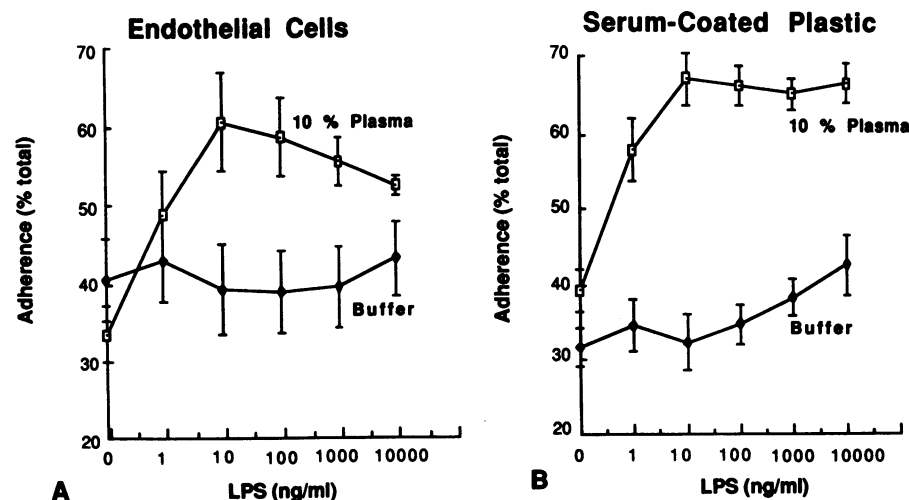 Endothelial Cells
70
60
50
40
30
20
Adherence (% total)
10 % Plasma
Buffer
0 1 10 100 1000 10000
LPS (ng/ml)
A
Serum-Coated Plastic
70
60
50
40
30
20
Adherence (% total)
10 % Plasma
Buffer
0 1 10 100 1000 10000
LPS (ng/ml)
B